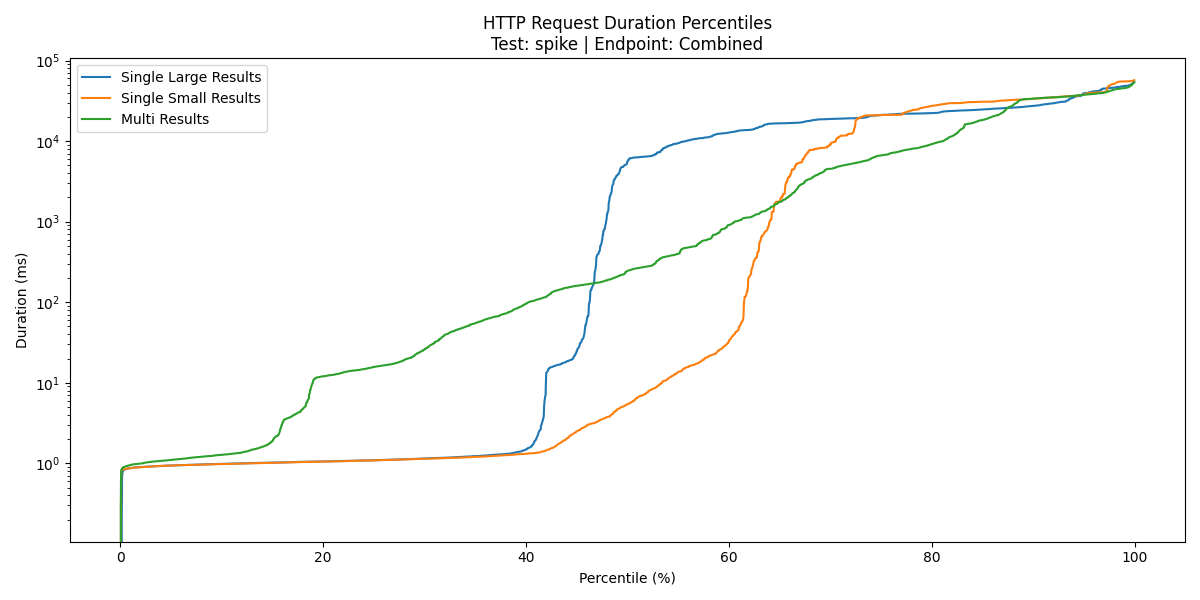 HTTP Request Duration Percentiles
Test: spike | Endpoint: Combined
Single Large Results
Single Small Results
Multi Results
Duration (ms)
10^5
10^4
10^3
10^2
10^1
10^0
0 20 40 60 80 100
Percentile (%)